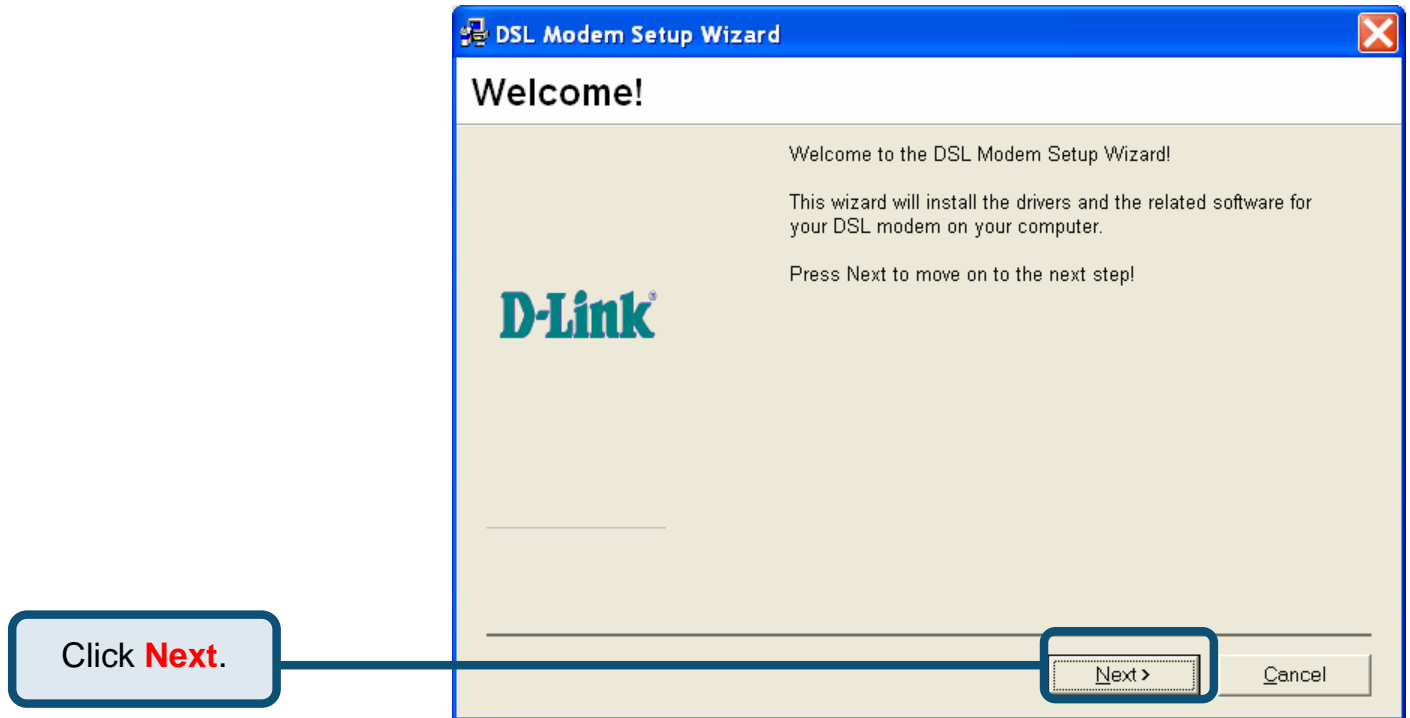 DSL Modem Setup Wizard
Welcome!
Welcome to the DSL Modem Setup Wizard!
This wizard will install the drivers and the related software for
your DSL modem on your computer.
Press Next to move on to the next step!
D-Link®
Click Next.
Next >
Cancel